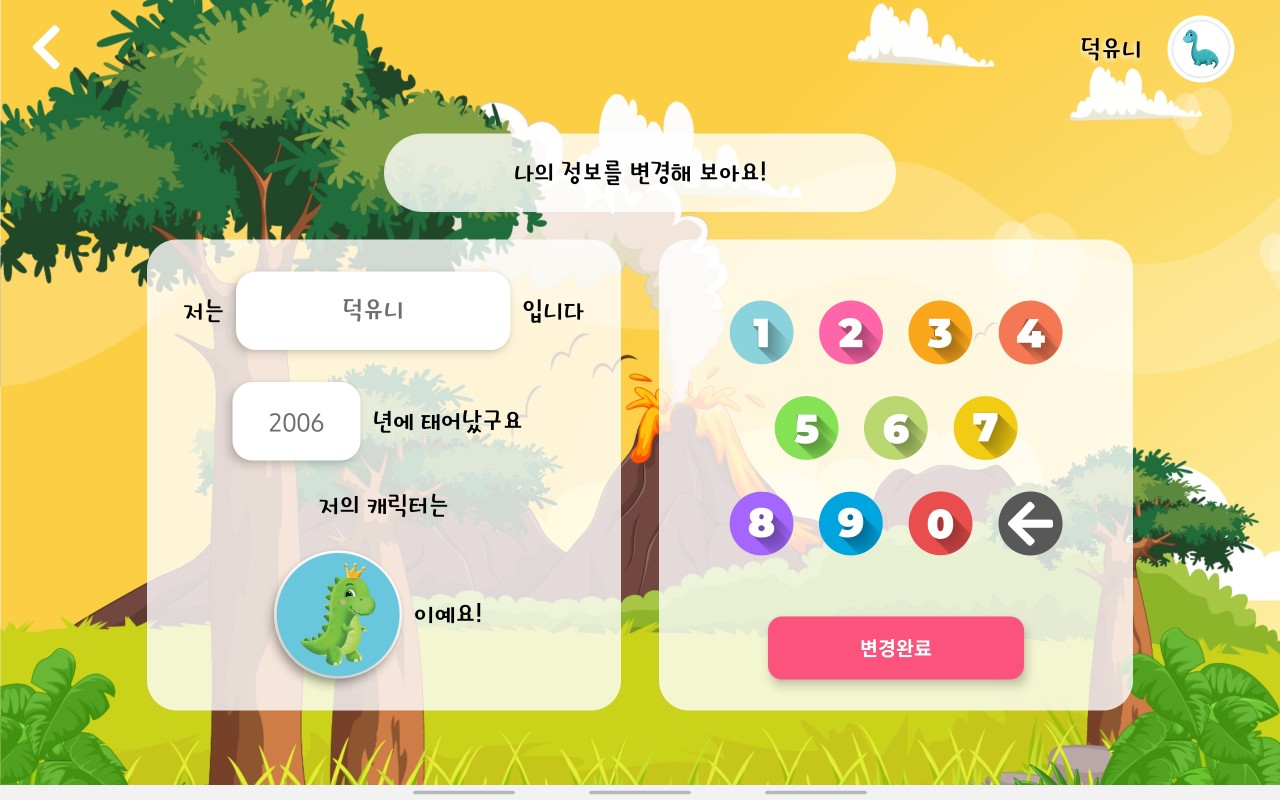 덕유니
나의 정보를 변경해 보아요!
저는 덕유니 입니다
2006 년에 태어났구요
저의 캐릭터는
이예요!
1 2 3 4
5 6 7
8 9 0
변경완료